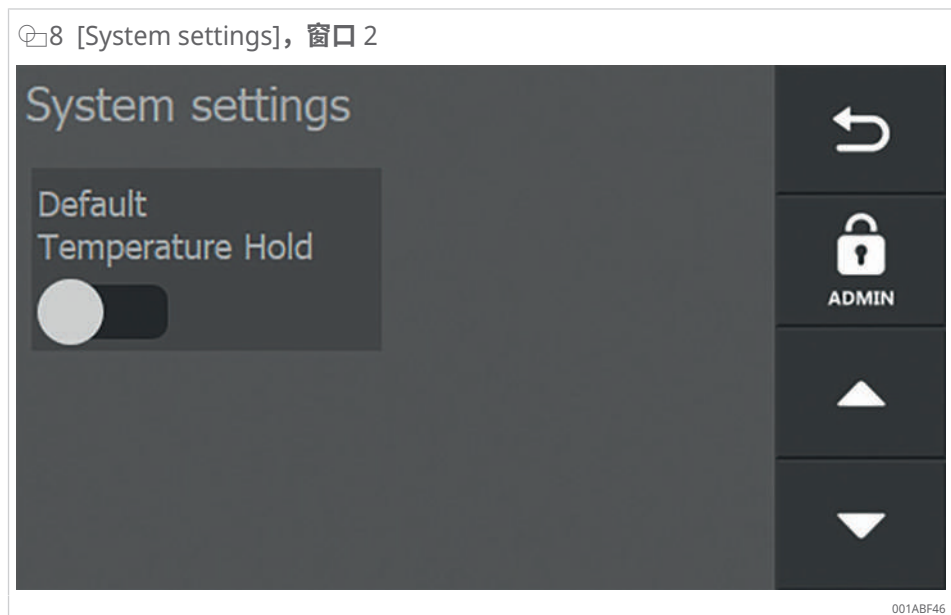 8 [System settings]，窗口 2
System settings
Default
Temperature Hold
ADMIN
001ABF46